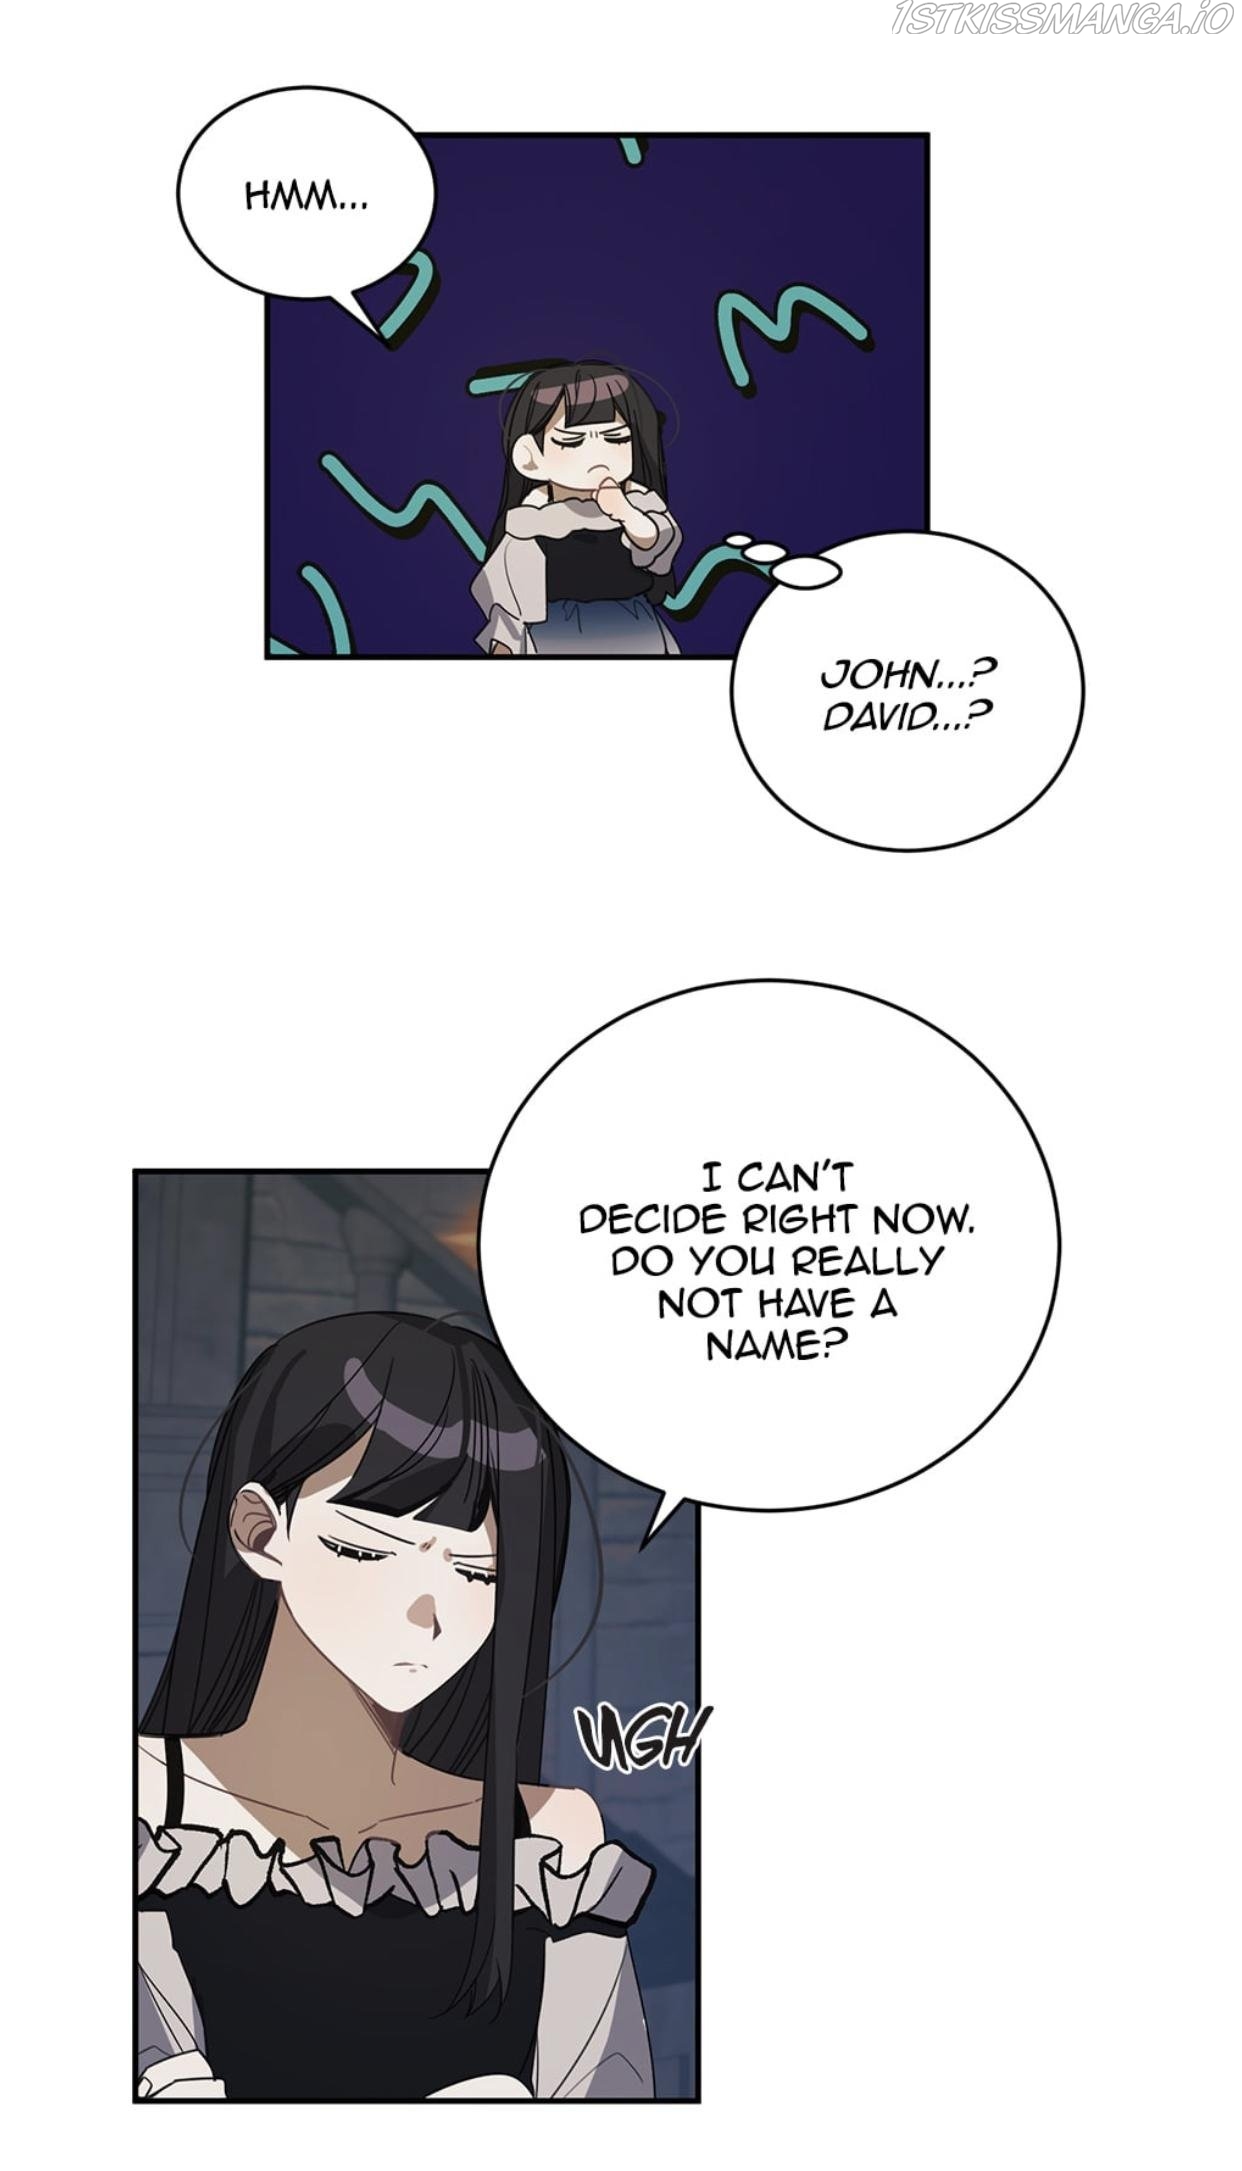 1STKISSMANGA.IO
HMM...
JOHN...?
DAVID...?
I CAN'T
DECIDE RIGHT NOW.
DO YOU REALLY
NOT HAVE A
NAME?
UGH